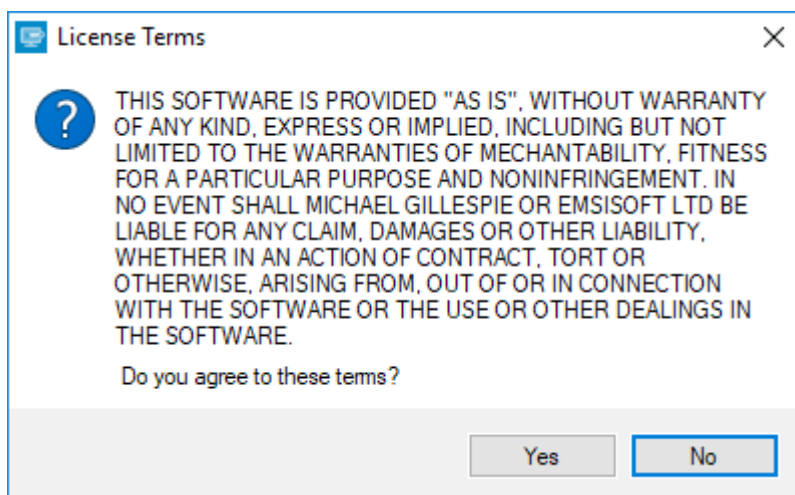 License Terms
THIS SOFTWARE IS PROVIDED "AS IS", WITHOUT WARRANTY
OF ANY KIND, EXPRESS OR IMPLIED, INCLUDING BUT NOT
LIMITED TO THE WARRANTIES OF MECHANTABILITY, FITNESS
FOR A PARTICULAR PURPOSE AND NONINFRINGEMENT. IN
NO EVENT SHALL MICHAEL GILLESPIE OR EMSISOFT LTD BE
LIABLE FOR ANY CLAIM, DAMAGES OR OTHER LIABILITY,
WHETHER IN AN ACTION OF CONTRACT, TORT OR
OTHERWISE, ARISING FROM, OUT OF OR IN CONNECTION
WITH THE SOFTWARE OR THE USE OR OTHER DEALINGS IN
THE SOFTWARE.
Do you agree to these terms?
Yes
No